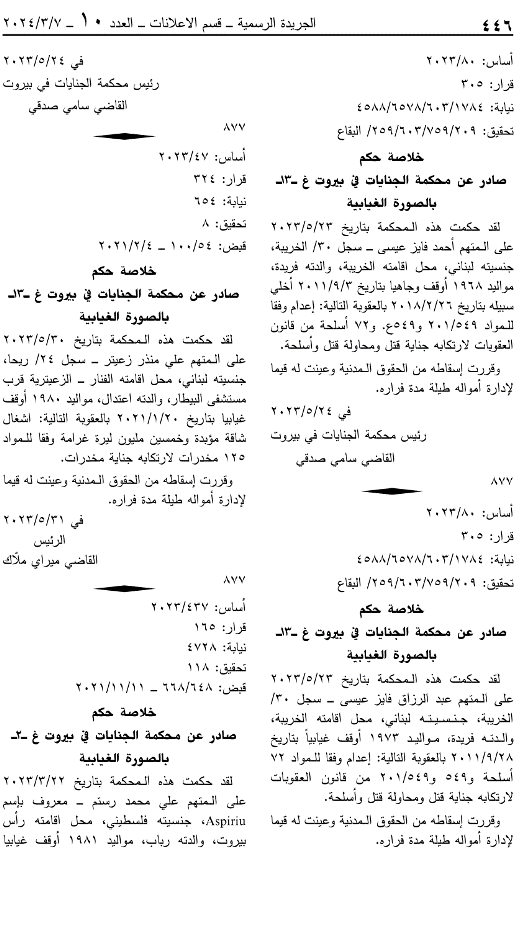 ٤٤٦
الجريدة الرسمية ــ قسم الاعلانات ــ العدد ١٠ ــ ٢٠٢٤/٣/٧
أساس: ٢٠٢٣/٨٠
قرار: ٣٠٥
نيابة: ٤٥٨٨/٦٥٧٨/٦٠٣/١٧٨٤
تحقيق: ٢٥٩/٦٠٣/٧٥٩/٢٠٩/ البقاع
خلاصة حكم
صادر عن محكمة الجنايات في بيروت غ ــ١٣ــ
بالصورة الغيابية
لقد حكمت هذه المحكمة بتاريخ ٢٠٢٣/٥/٢٣
على المتهم أحمد فايز عيسى ــ سجل ٣٠/ الخريبة،
جنسيته لبناني، محل اقامته الخريبة، والدته فريدة،
مواليد ١٩٦٨ أوقف وجاهيا بتاريخ ٢٠١١/٩/٣ أخلي
سبيله بتاريخ ٢٠١٨/٢/٢٦ بالعقوبة التالية: إعدام وفقا
للمواد ٢٠١/٥٤٩ و٥٤٩ع. و٧٢ أسلحة من قانون
العقوبات لارتكابه جناية قتل ومحاولة قتل وأسلحة.
وقررت إسقاطه من الحقوق المدنية وعينت له قيما
لإدارة أمواله طيلة مدة فراره.
في ٢٠٢٣/٥/٢٤
رئيس محكمة الجنايات في بيروت
القاضي سامي صدقي
٨٧٧
أساس: ٢٠٢٣/٨٠
قرار: ٣٠٥
نيابة: ٤٥٨٨/٦٥٧٨/٦٠٣/١٧٨٤
تحقيق: ٢٥٩/٦٠٣/٧٥٩/٢٠٩/ البقاع
خلاصة حكم
صادر عن محكمة الجنايات في بيروت غ ــ١٣ــ
بالصورة الغيابية
لقد حكمت هذه المحكمة بتاريخ ٢٠٢٣/٥/٢٣
على المتهم عبد الرزاق فايز عيسى ــ سجل ٣٠/
الخريبة، جنسيته لبناني، محل اقامته الخريبة،
والدته فريدة، مواليد ١٩٧٣ أوقف غيابياً بتاريخ
٢٠١١/٩/٢٨ بالعقوبة التالية: إعدام وفقا للمواد ٧٢
أسلحة و٥٤٩ و٢٠١/٥٤٩ من قانون العقوبات
لارتكابه جناية قتل ومحاولة قتل وأسلحة.
وقررت إسقاطه من الحقوق المدنية وعينت له قيما
لإدارة أمواله طيلة مدة فراره.
في ٢٠٢٣/٥/٢٤
رئيس محكمة الجنايات في بيروت
القاضي سامي صدقي
٨٧٧
أساس: ٢٠٢٣/٤٧
قرار: ٣٢٤
نيابة: ٦٥٤
تحقيق: ٨
قبض: ١٠٠/٥٤ ــ ٢٠٢١/٢/٤
خلاصة حكم
صادر عن محكمة الجنايات في بيروت غ ــ١٣ــ
بالصورة الغيابية
لقد حكمت هذه المحكمة بتاريخ ٢٠٢٣/٥/٣٠
على المتهم علي منذر زعيتر ــ سجل ٢٤/ ريحا،
جنسيته لبناني، محل اقامته الفنار ــ الزعيترية قرب
مستشفى البيطار، والدته اعتدال، مواليد ١٩٨٠ أوقف
غيابيا بتاريخ ٢٠٢١/١/٢٠ بالعقوبة التالية: اشغال
شاقة مؤبدة وخمسين مليون ليرة غرامة وفقا للمواد
١٢٥ مخدرات لارتكابه جناية مخدرات.
وقررت إسقاطه من الحقوق المدنية وعينت له قيما
لإدارة أمواله طيلة مدة فراره.
في ٢٠٢٣/٥/٣١
الرئيس
القاضي ميراي ملاّك
٨٧٧
أساس: ٢٠٢٣/٤٣٧
قرار: ١٦٥
نيابة: ٤٧٢٨
تحقيق: ١١٨
قبض: ٦٦٨/٦٤٨ ــ ٢٠٢١/١١/١١
خلاصة حكم
صادر عن محكمة الجنايات في بيروت غ ــ٢ــ
بالصورة الغيابية
لقد حكمت هذه المحكمة بتاريخ ٢٠٢٣/٣/٢٢
على المتهم علي محمد رستم ــ معروف بإسم
Aspiriu، جنسيته فلسطيني، محل اقامته رأس
بيروت، والدته رباب، مواليد ١٩٨١ أوقف غيابيا